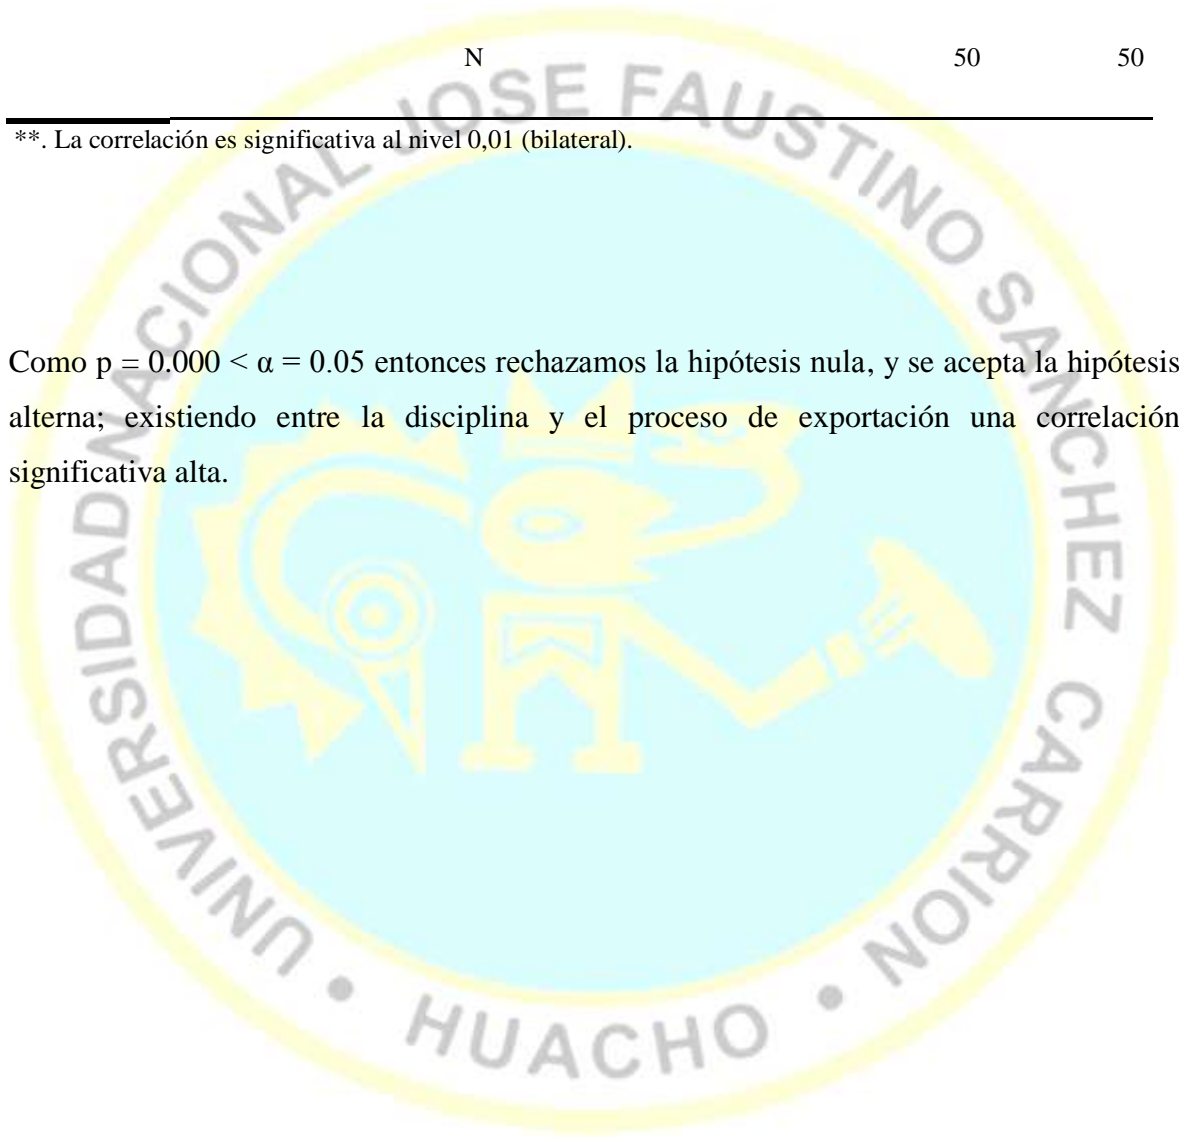 N 50 50
**. La correlación es significativa al nivel 0,01 (bilateral).
Como p = 0.000 < α = 0.05 entonces rechazamos la hipótesis nula, y se acepta la hipótesis
alterna; existiendo entre la disciplina y el proceso de exportación una correlación
significativa alta.
UNIVERSIDAD NACIONAL JOSE FAUSTINO SANCHEZ CARRION
• HUACHO •